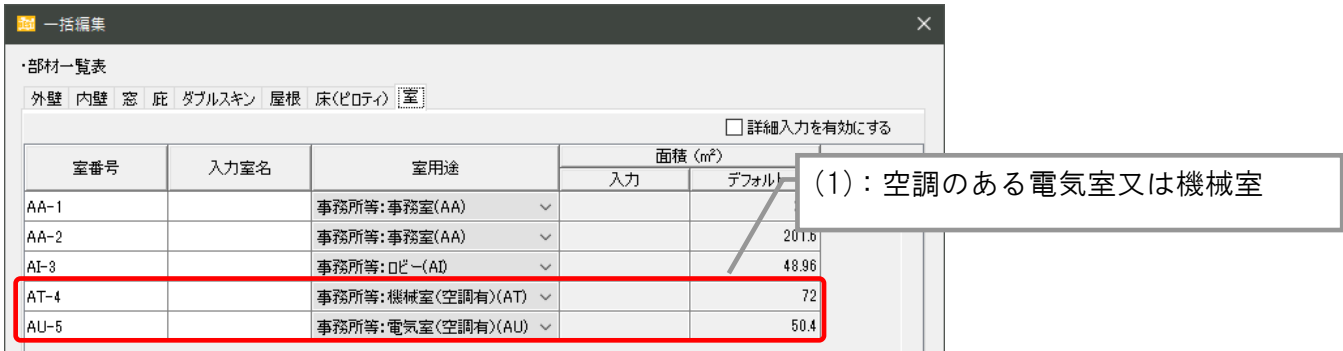 一括編集
・部材一覧表
外壁 内壁 窓 庇 ダブルスキン 屋根 床(ピロティ) 室
詳細入力を有効にする
室番号 入力室名 室用途 面積 (㎡)
入力 デフォルト
(1)：空調のある電気室又は機械室
AA-1 事務所等:事務室(AA)
AA-2 事務所等:事務室(AA) 201.6
AI-3 事務所等:ロビー(AI) 48.96
AT-4 事務所等:機械室(空調有)(AT) 72
AU-5 事務所等:電気室(空調有)(AU) 50.4